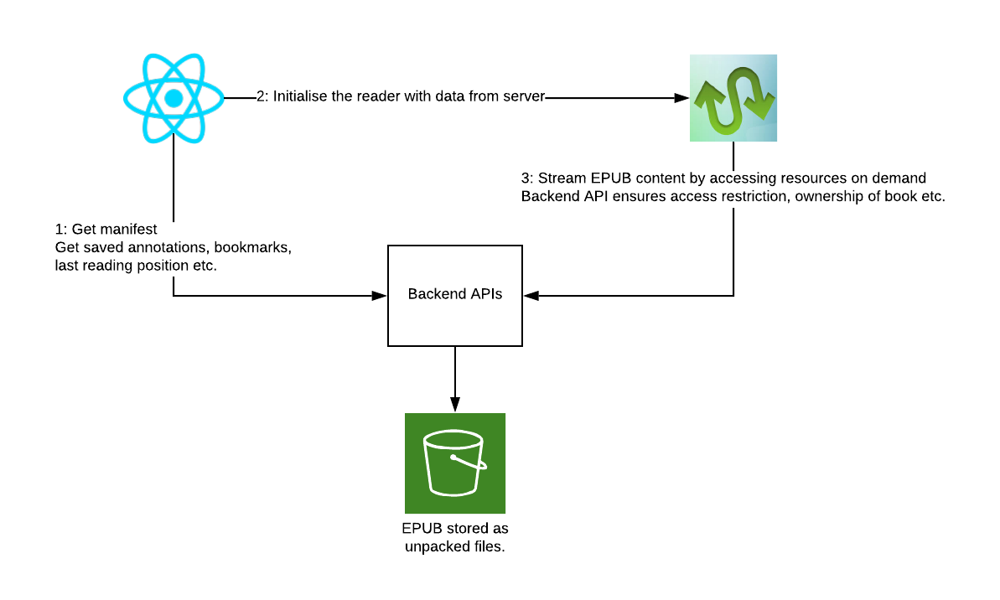 2: Initialise the reader with data from server
3: Stream EPUB content by accessing resources on demand
Backend API ensures access restriction, ownership of book etc.
1: Get manifest
Get saved annotations, bookmarks,
last reading position etc.
Backend APIs
EPUB stored as
unpacked files.